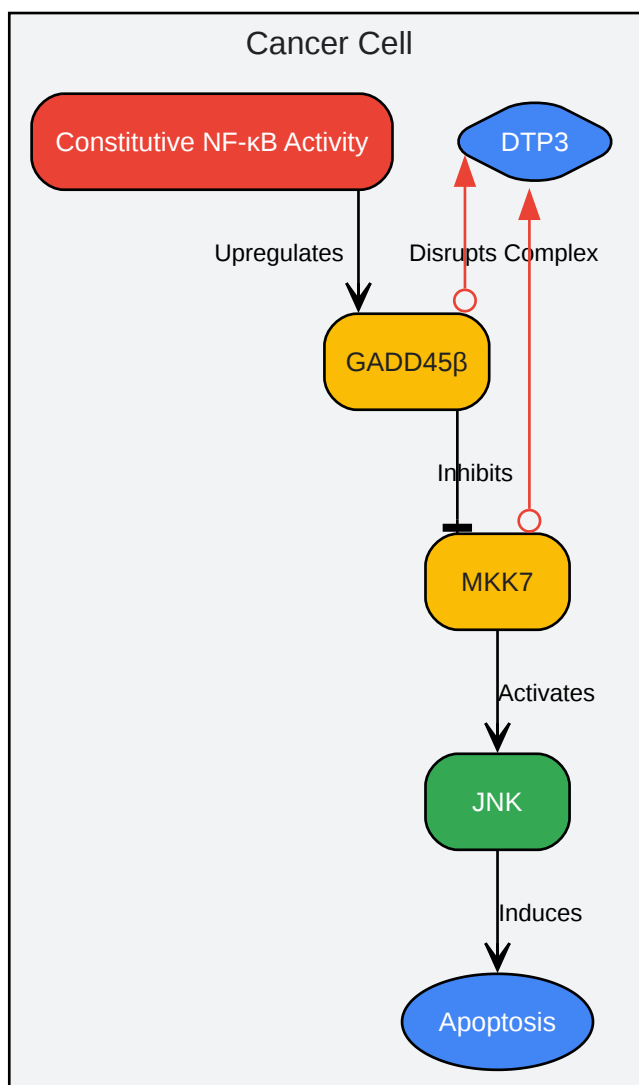 Cancer Cell
Constitutive NF-κB Activity
DTP3
Upregulates
Disrupts Complex
GADD45β
Inhibits
MKK7
Activates
JNK
Induces
Apoptosis